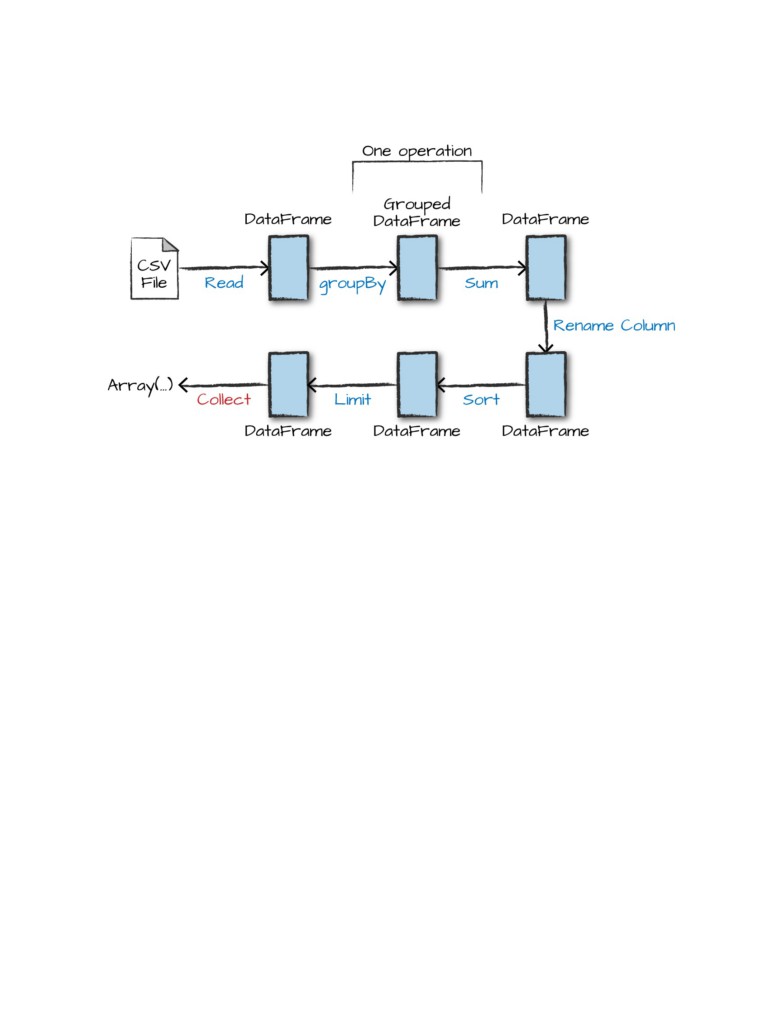 One operation
Grouped
DataFrame DataFrame DataFrame
CSV
File
Read groupBy Sum
Rename Column
Array(...)
Collect Limit Sort
DataFrame DataFrame DataFrame